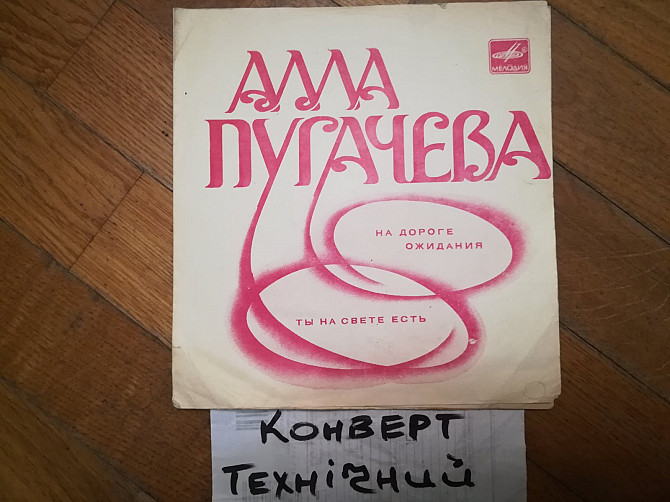 МЕЛОДИЯ
АЛЛА
ПУГАЧЕВА
НА ДОРОГЕ
ОЖИДАНИЯ
ТЫ НА СВЕТЕ ЕСТЬ
КОНВЕРТ
ТЕХНІЧНИЙ